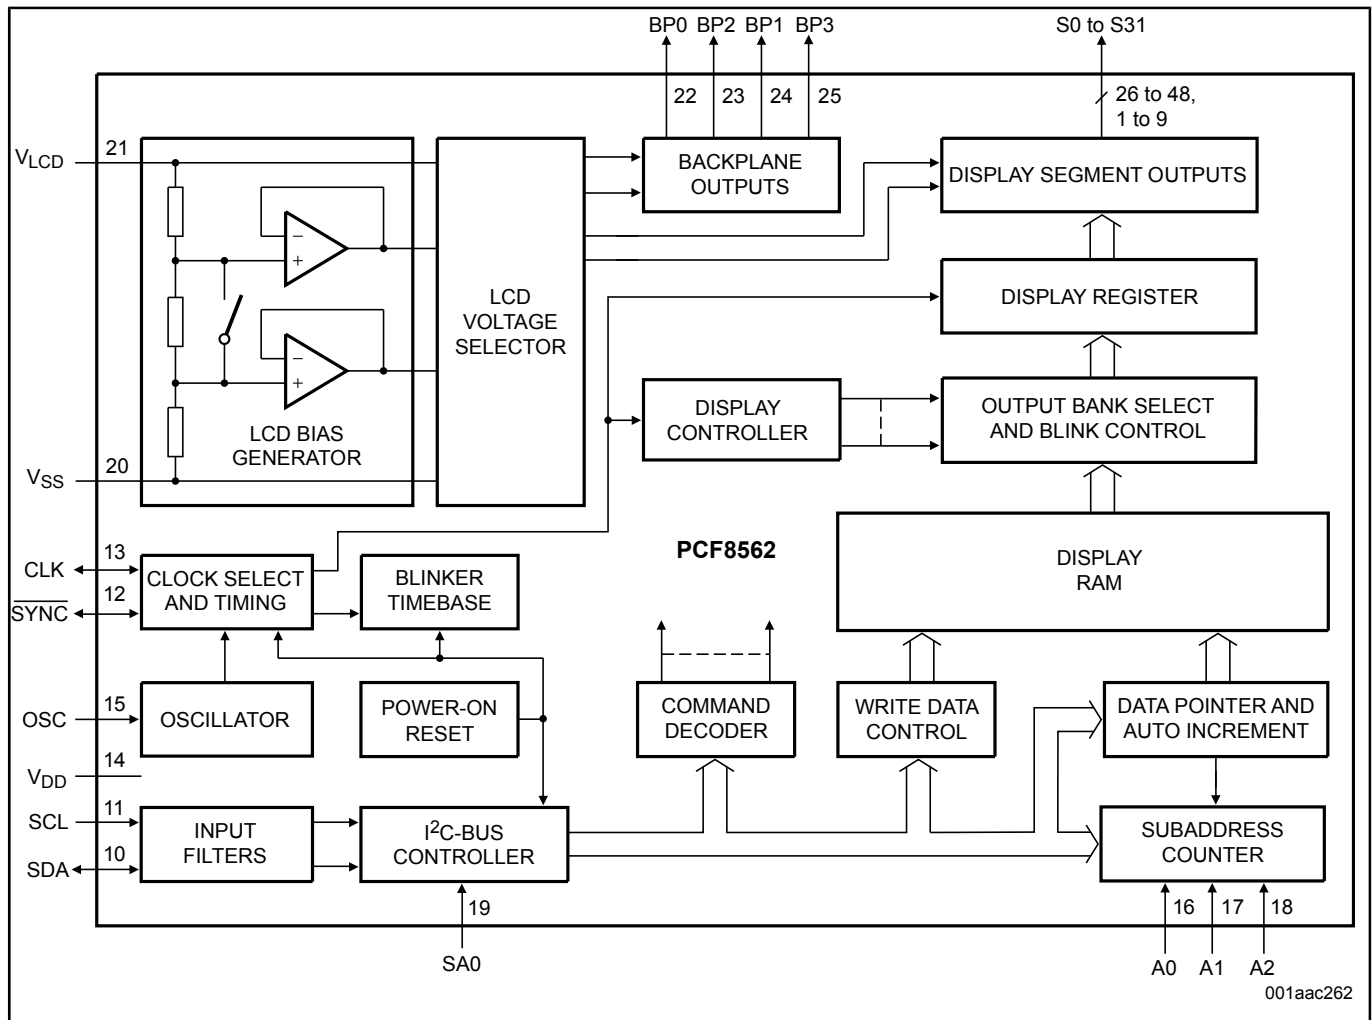 BP0 BP2 BP1 BP3
S0 to S31
22 23 24 25
26 to 48,
1 to 9
VLCD
21
BACKPLANE
OUTPUTS
DISPLAY SEGMENT OUTPUTS
−
+
LCD
VOLTAGE
SELECTOR
DISPLAY REGISTER
−
+
LCD BIAS
GENERATOR
DISPLAY
CONTROLLER
OUTPUT BANK SELECT
AND BLINK CONTROL
VSS
20
PCF8562
DISPLAY
RAM
CLK
13
SYNC
12
CLOCK SELECT
AND TIMING
BLINKER
TIMEBASE
OSC
15
OSCILLATOR
POWER-ON
RESET
COMMAND
DECODER
WRITE DATA
CONTROL
DATA POINTER AND
AUTO INCREMENT
VDD
14
SCL
11
SDA
10
INPUT
FILTERS
I2C-BUS
CONTROLLER
SUBADDRESS
COUNTER
19
16 17 18
SA0
A0 A1 A2
001aac262